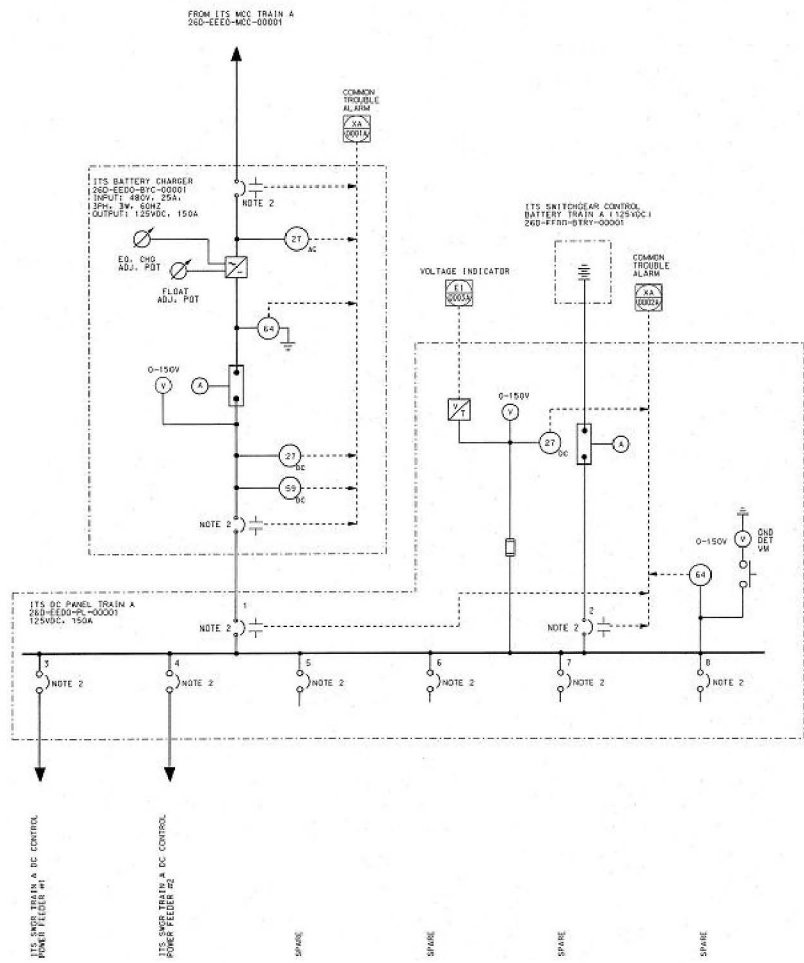 FROM ITS MCC TRAIN A
26D-EEE0-MCC-00001
COMMON
TROUBLE
ALARM
XA
0001A
ITS BATTERY CHARGER
26D-EED0-BYC-00001
INPUT: 480V, 25A,
3PH, 3W, 60HZ
OUTPUT: 125VDC, 150A
NOTE 2
27
AC
EQ. CHG
ADJ. POT
FLOAT
ADJ. POT
64
0-150V
V
A
27
DC
59
DC
NOTE 2
ITS SWITCHGEAR CONTROL
BATTERY TRAIN A (125VDC)
26D-EED0-BTRY-00001
VOLTAGE INDICATOR
EI
0003A
COMMON
TROUBLE
ALARM
XA
0002A
V
T
0-150V
V
27
DC
A
0-150V
V
GND
DET
VM
64
ITS DC PANEL TRAIN A
26D-EED0-PL-00001
125VDC, 150A
1
NOTE 2
2
NOTE 2
3
NOTE 2
4
NOTE 2
5
NOTE 2
6
NOTE 2
7
NOTE 2
8
NOTE 2
ITS SWGR TRAIN A DC CONTROL
POWER FEEDER #1
ITS SWGR TRAIN A DC CONTROL
POWER FEEDER #2
SPARE
SPARE
SPARE
SPARE